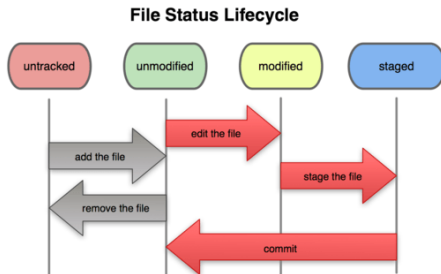 File Status Lifecycle
untracked
unmodified
modified
staged
edit the file
add the file
stage the file
remove the file
commit